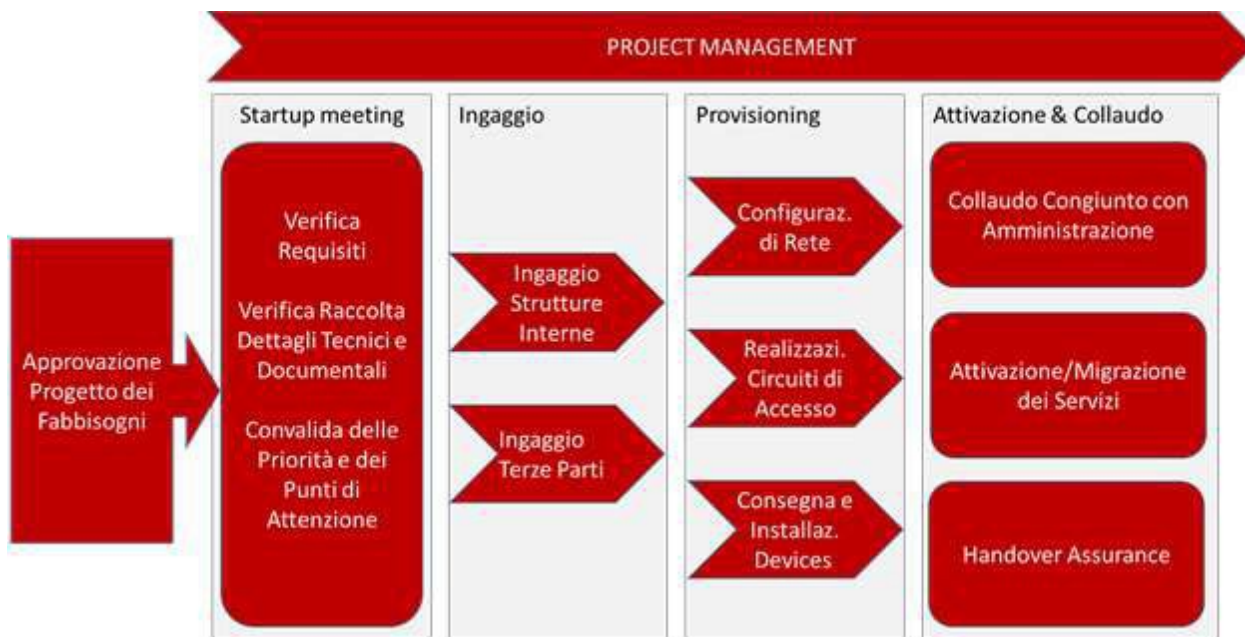 PROJECT MANAGEMENT
Approvazione
Progetto dei
Fabbisogni
Startup meeting
Verifica
Requisiti
Verifica Raccolta
Dettagli Tecnici e
Documentali
Convalida delle
Priorità e dei
Punti di
Attenzione
Ingaggio
Ingaggio
Strutture
Interne
Ingaggio
Terze Parti
Provisioning
Configuraz.
di Rete
Realizzazi.
Circuiti di
Accesso
Consegna e
Installaz.
Devices
Attivazione & Collaudo
Collaudo Congiunto con
Amministrazione
Attivazione/Migrazione
dei Servizi
Handover Assurance